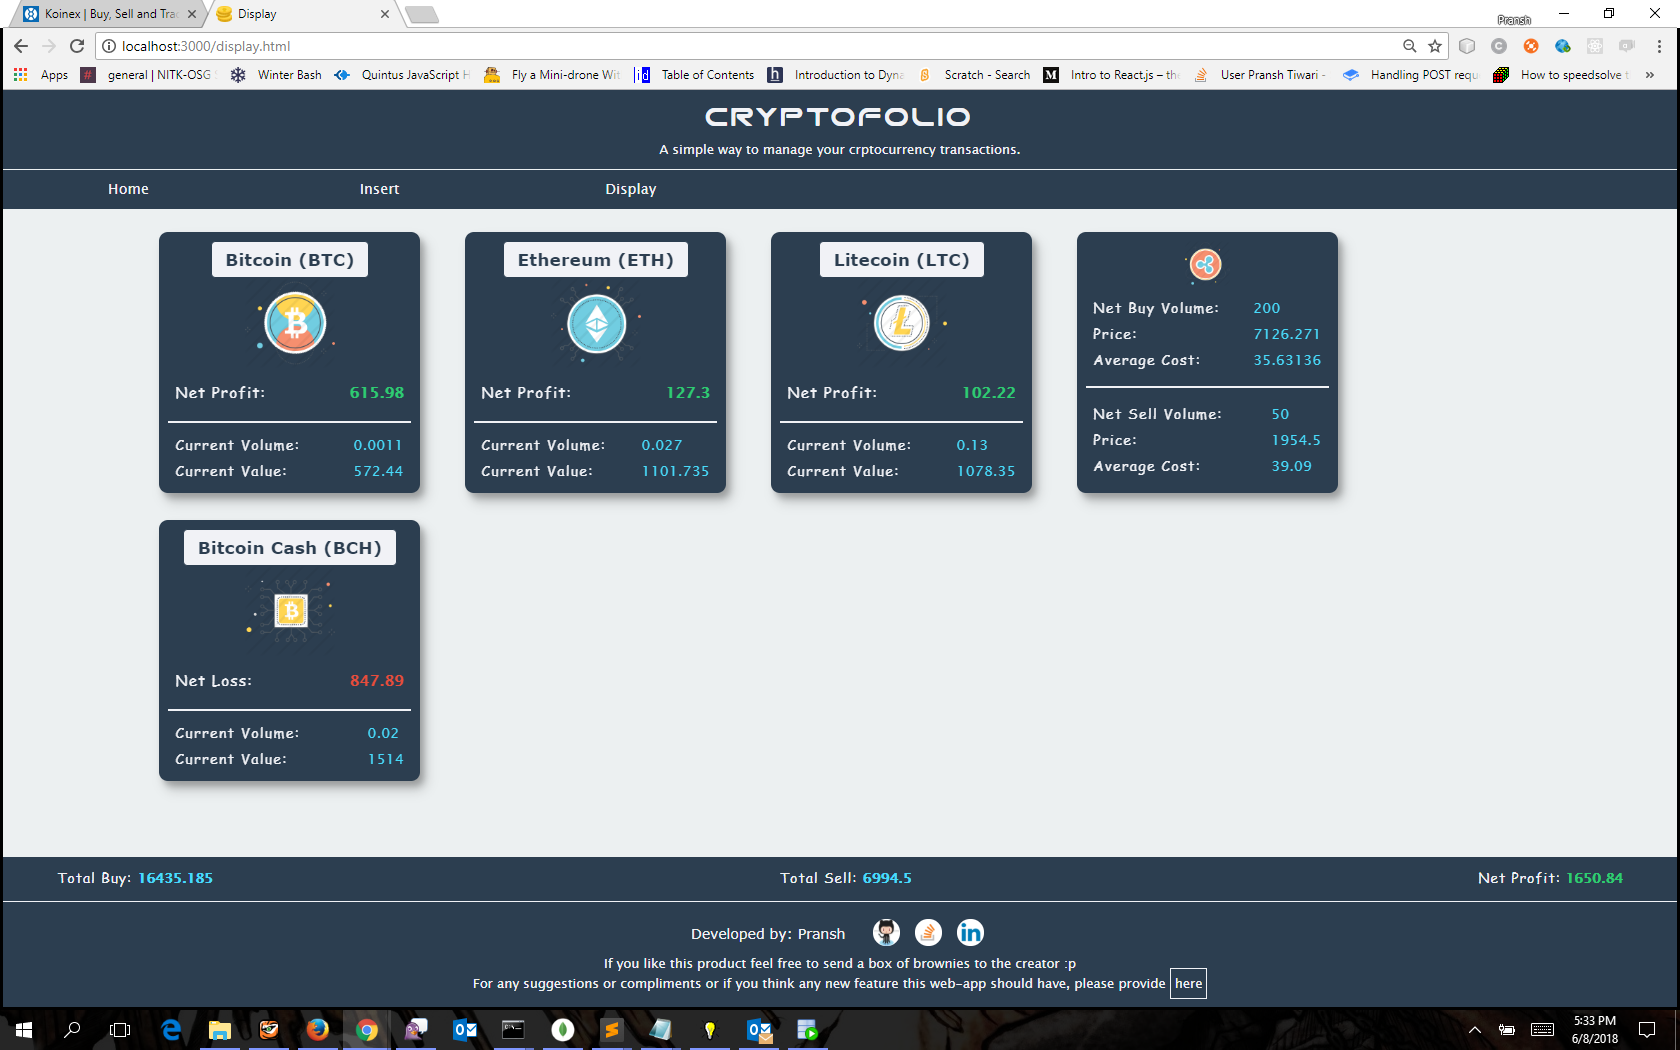 Koinex | Buy, Sell and Tra
Display
Pransh
localhost:3000/display.html
Apps
general | NITK-OSG
Winter Bash
Quintus JavaScript H
Fly a Mini-drone Wit
Table of Contents
Introduction to Dyna
Scratch - Search
Intro to React.js – the
User Pransh Tiwari -
Handling POST requ
How to speedsolve t
»
CRYPTOFOLIO
A simple way to manage your crptocurrency transactions.
Home Insert Display
Bitcoin (BTC)
Net Profit: 615.98
Current Volume: 0.0011
Current Value: 572.44
Ethereum (ETH)
Net Profit: 127.3
Current Volume: 0.027
Current Value: 1101.735
Litecoin (LTC)
Net Profit: 102.22
Current Volume: 0.13
Current Value: 1078.35
Net Buy Volume: 200
Price: 7126.271
Average Cost: 35.63136
Net Sell Volume: 50
Price: 1954.5
Average Cost: 39.09
Bitcoin Cash (BCH)
Net Loss: 847.89
Current Volume: 0.02
Current Value: 1514
Total Buy: 16435.185 Total Sell: 6994.5 Net Profit: 1650.84
Developed by: Pransh
If you like this product feel free to send a box of brownies to the creator :p
For any suggestions or compliments or if you think any new feature this web-app should have, please provide here
5:33 PM
6/8/2018